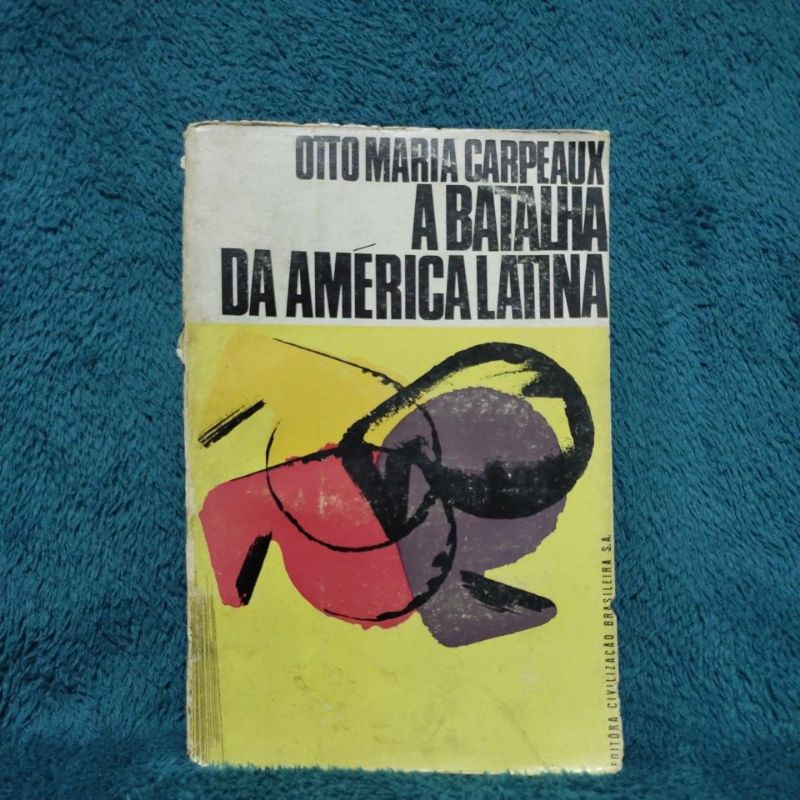 OTTO MARIA CARPEAUX
A BATALHA
DA AMÉRICA LATINA
EDITÔRA CIVILIZAÇÃO BRASILEIRA S.A.